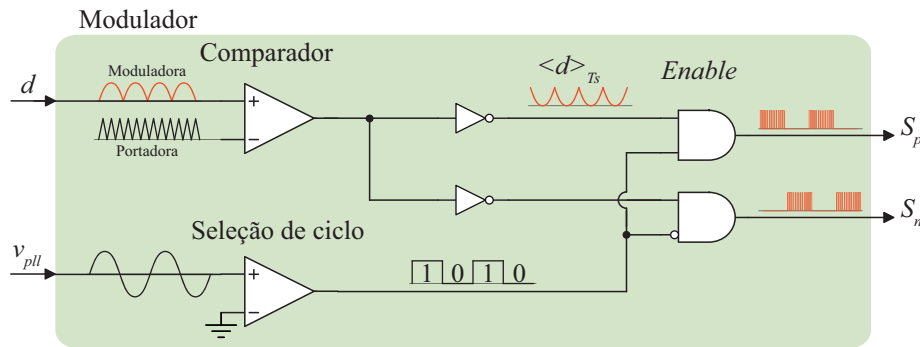 Modulador
Comparador
Moduladora
<d>Ts
Enable
d
+
−
Portadora
Sp
Sn
Seleção de ciclo
vpll
+
−
1 0 1 0